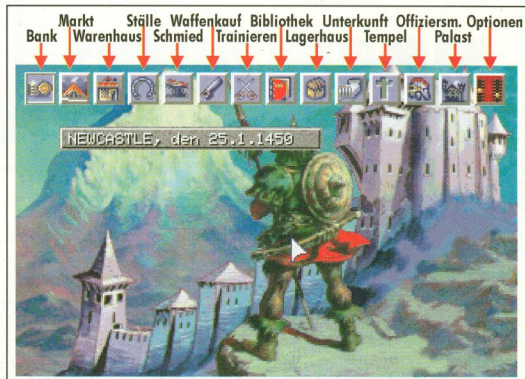 Markt Ställe Waffenkauf Bibliothek Unterkunft Offiziersm. Optionen
Bank Warenhaus Schmied Trainieren Lagerhaus Tempel Palast
NEWCASTLE, den 25.1.1450